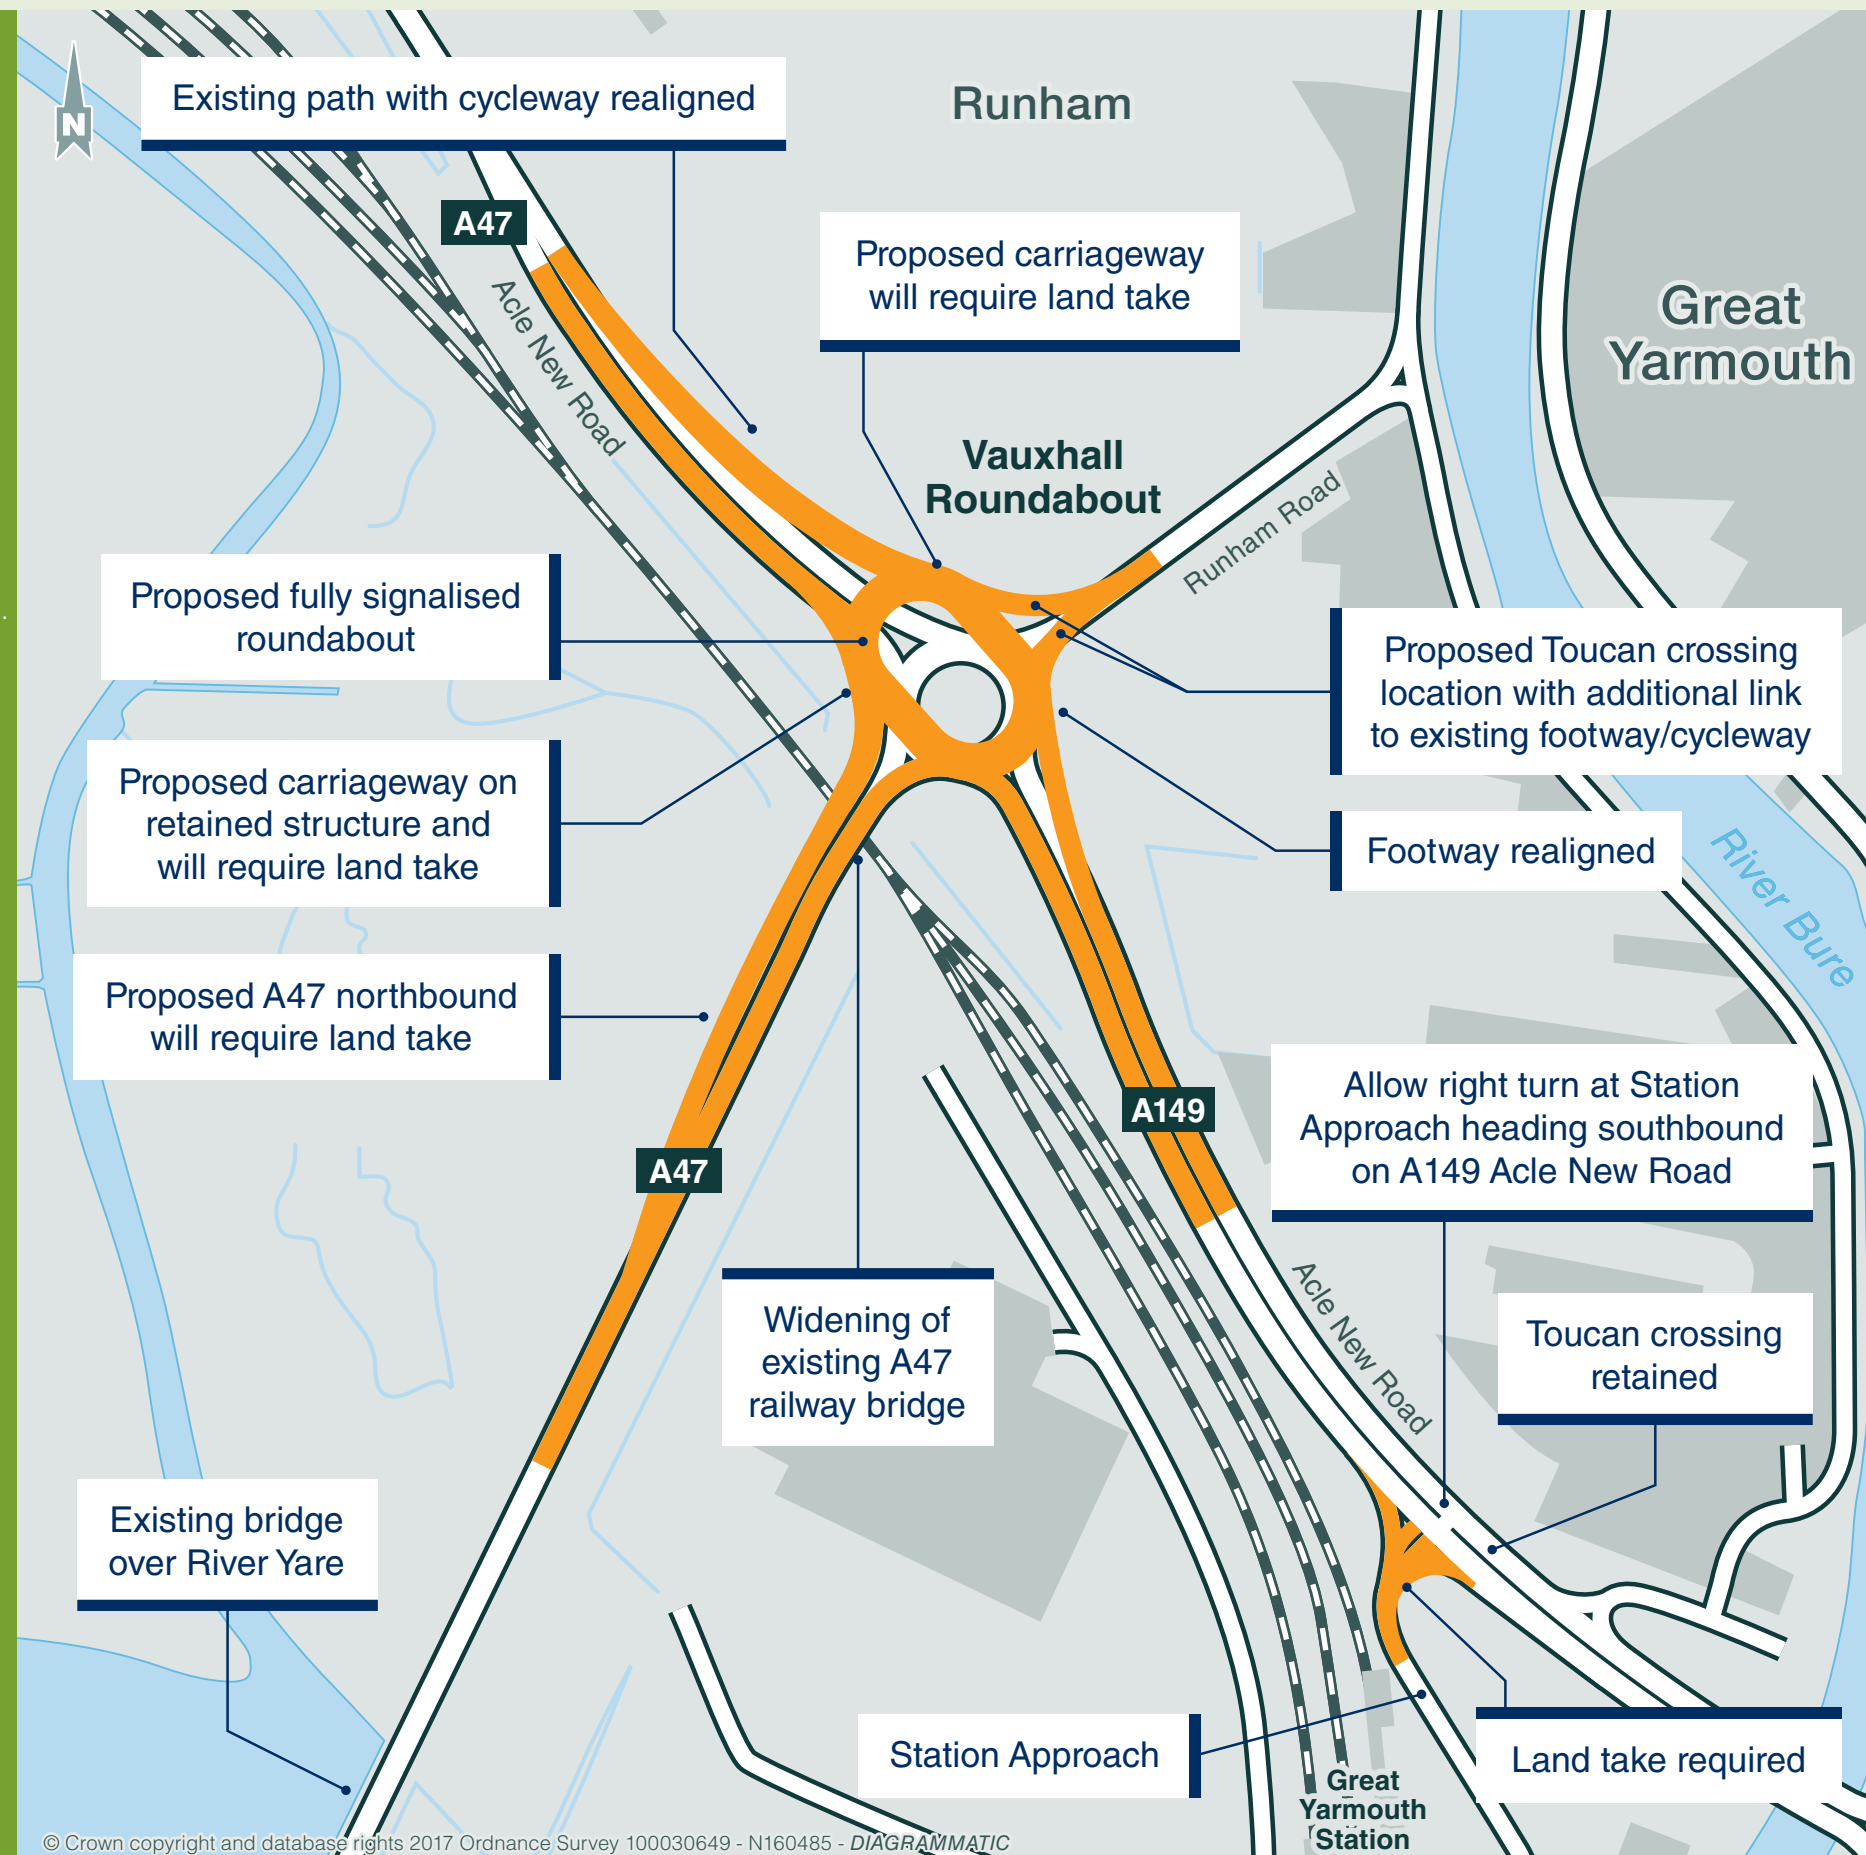 Existing path with cycleway realigned
N
Runham
A47
Proposed carriageway
will require land take
Great
Yarmouth
Acle New Road
Vauxhall
Roundabout
Runham Road
Proposed fully signalised
roundabout
Proposed Toucan crossing
location with additional link
to existing footway/cycleway
Proposed carriageway on
retained structure and
will require land take
Footway realigned
River Bure
Proposed A47 northbound
will require land take
Allow right turn at Station
Approach heading southbound
on A149 Acle New Road
A149
A47
Acle New Road
Widening of
existing A47
railway bridge
Toucan crossing
retained
Existing bridge
over River Yare
Station Approach
Land take required
Great
Yarmouth
Station
© Crown copyright and database rights 2017 Ordnance Survey 100030649 - N160485 - DIAGRAMMATIC